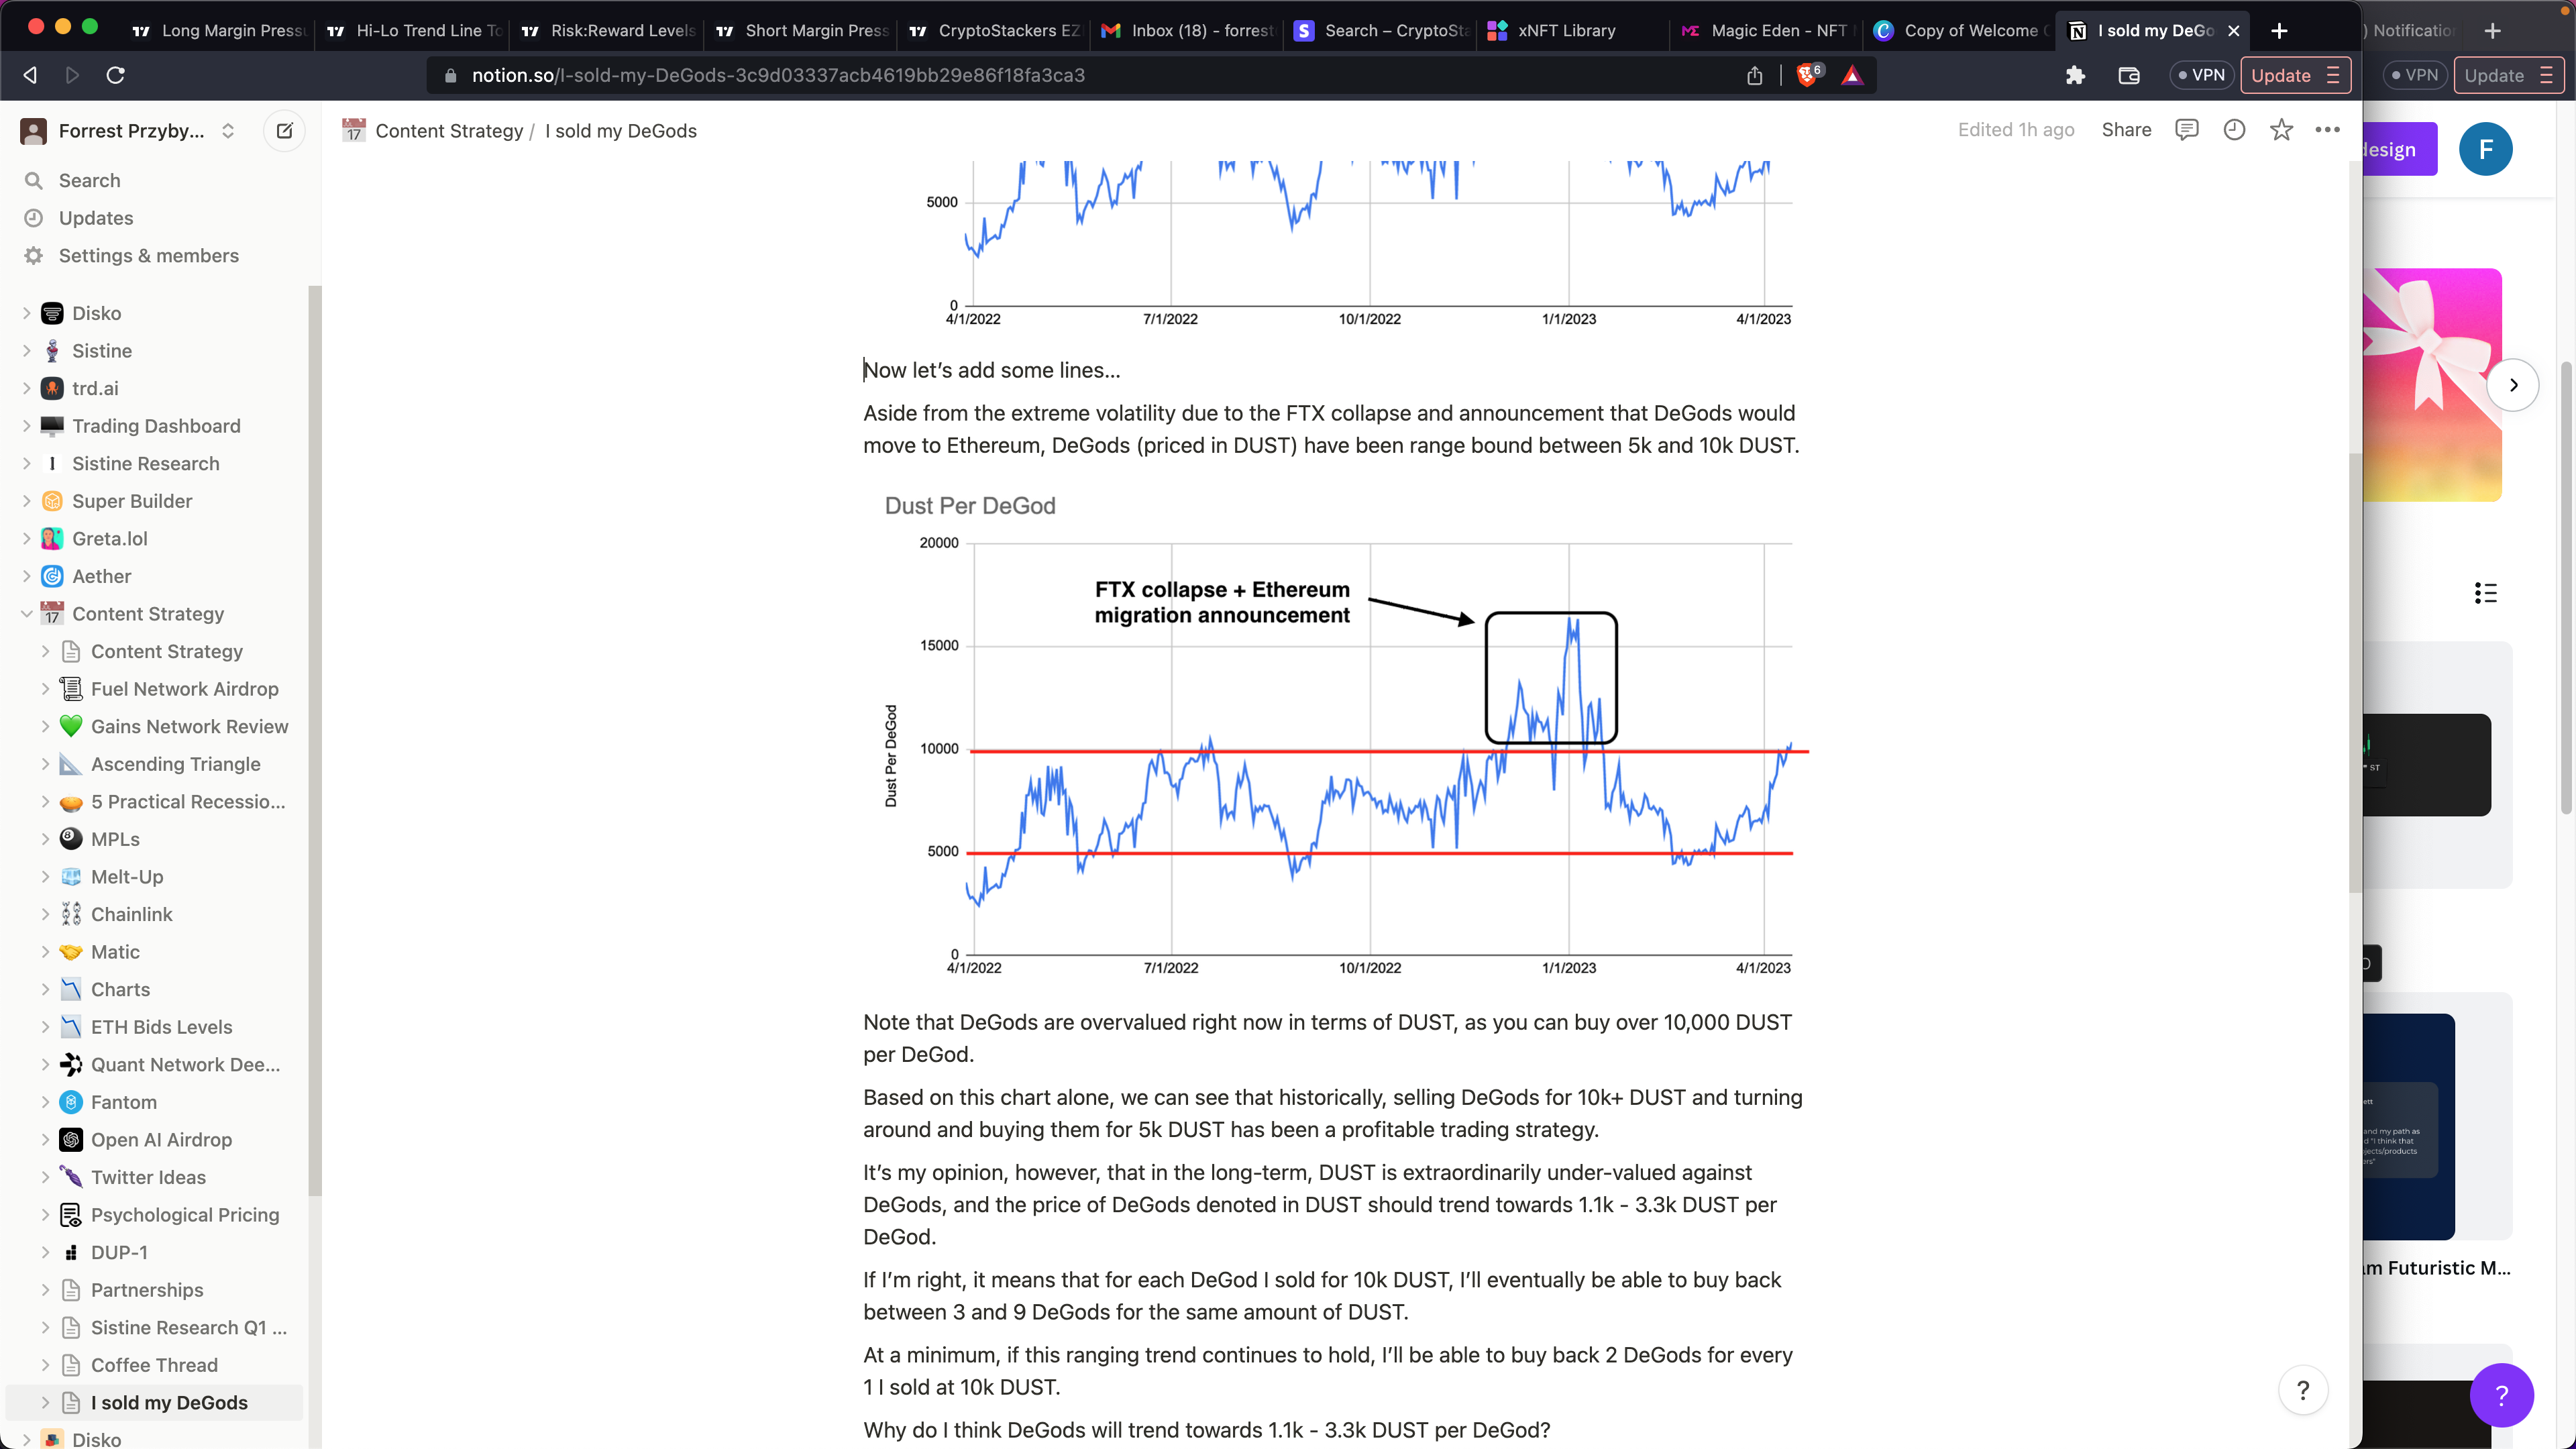 Long Margin Press
Hi-Lo Trend Line To
Risk:Reward Levels
Short Margin Press
CryptoStackers EZ
Inbox (18) - forrest
Search – CryptoSta
xNFT Library
Magic Eden - NFT
Copy of Welcome
I sold my DeGo
Notification
notion.so/I-sold-my-DeGods-3c9d03337acb4619bb29e86f18fa3ca3
6
VPN
Update
VPN
Update
Forrest Przyby...
Content Strategy / I sold my DeGods
Edited 1h ago
Share
design
F
Search
Updates
Settings & members
Disko
Sistine
trd.ai
Trading Dashboard
Sistine Research
Super Builder
Greta.lol
Aether
17 Content Strategy
Content Strategy
Fuel Network Airdrop
Gains Network Review
Ascending Triangle
5 Practical Recessio...
MPLs
Melt-Up
Chainlink
Matic
Charts
ETH Bids Levels
Quant Network Dee...
Fantom
Open AI Airdrop
Twitter Ideas
Psychological Pricing
DUP-1
Partnerships
Sistine Research Q1 ...
Coffee Thread
I sold my DeGods
Disko
5000
0
4/1/2022 7/1/2022 10/1/2022 1/1/2023 4/1/2023
Now let’s add some lines...
Aside from the extreme volatility due to the FTX collapse and announcement that DeGods would
move to Ethereum, DeGods (priced in DUST) have been range bound between 5k and 10k DUST.
Dust Per DeGod
20000
FTX collapse + Ethereum
migration announcement
15000
Dust Per DeGod
10000
5000
0
4/1/2022 7/1/2022 10/1/2022 1/1/2023 4/1/2023
Note that DeGods are overvalued right now in terms of DUST, as you can buy over 10,000 DUST
per DeGod.
Based on this chart alone, we can see that historically, selling DeGods for 10k+ DUST and turning
around and buying them for 5k DUST has been a profitable trading strategy.
It’s my opinion, however, that in the long-term, DUST is extraordinarily under-valued against
DeGods, and the price of DeGods denoted in DUST should trend towards 1.1k - 3.3k DUST per
DeGod.
If I’m right, it means that for each DeGod I sold for 10k DUST, I’ll eventually be able to buy back
between 3 and 9 DeGods for the same amount of DUST.
At a minimum, if this ranging trend continues to hold, I’ll be able to buy back 2 DeGods for every
1 I sold at 10k DUST.
Why do I think DeGods will trend towards 1.1k - 3.3k DUST per DeGod?
?
ST
ett
and my path as
d "I think that
jects/products
ors"
am Futuristic M...
?